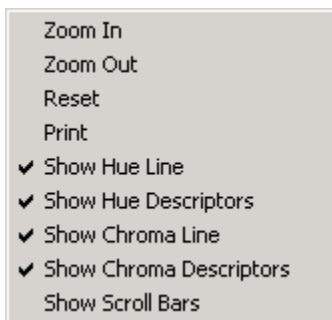 Zoom In
Zoom Out
Reset
Print
Show Hue Line
Show Hue Descriptors
Show Chroma Line
Show Chroma Descriptors
Show Scroll Bars